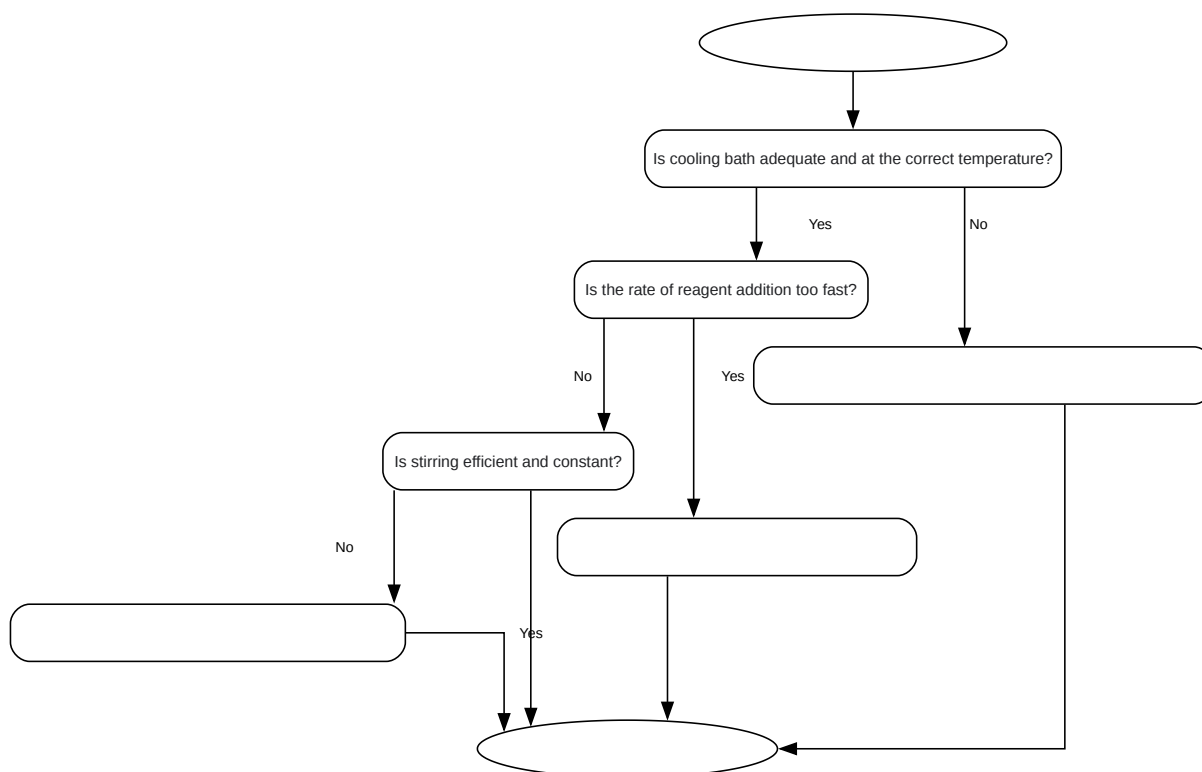 Is cooling bath adequate and at the correct temperature?
Yes
No
Is the rate of reagent addition too fast?
No
Yes
Is stirring efficient and constant?
No
Yes